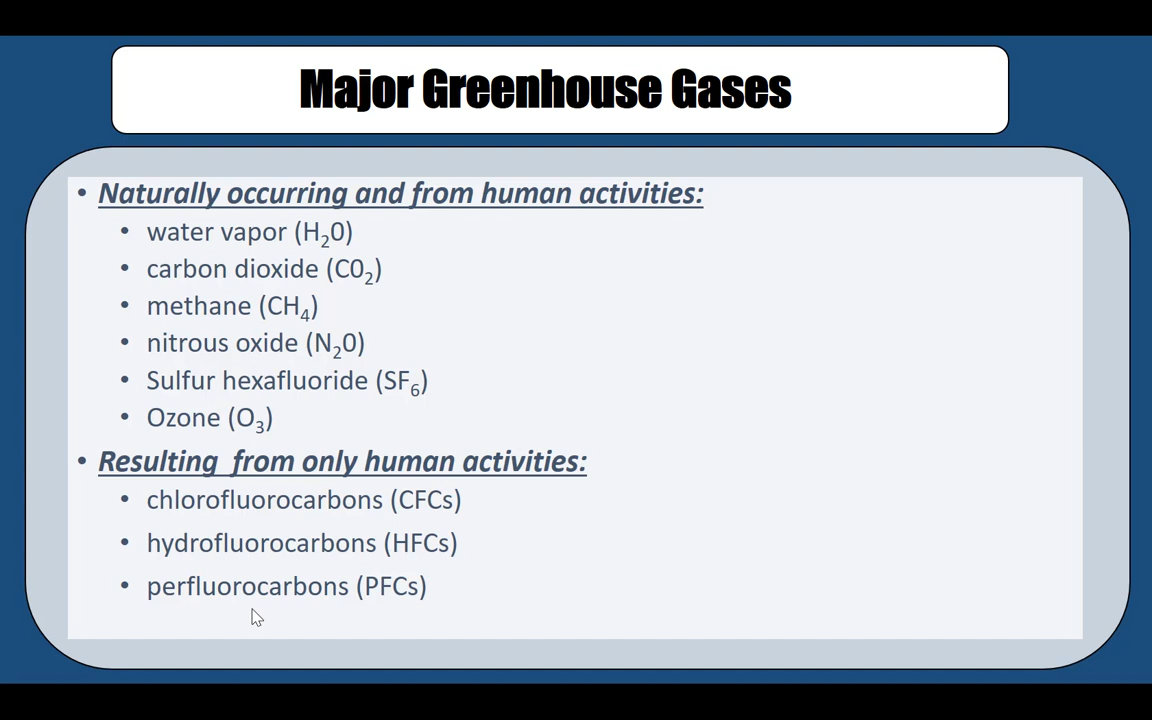 Major Greenhouse Gases
• Naturally occurring and from human activities:
• water vapor (H₂0)
• carbon dioxide (C0₂)
• methane (CH₄)
• nitrous oxide (N₂0)
• Sulfur hexafluoride (SF₆)
• Ozone (O₃)
• Resulting  from only human activities:
• chlorofluorocarbons (CFCs)
• hydrofluorocarbons (HFCs)
• perfluorocarbons (PFCs)